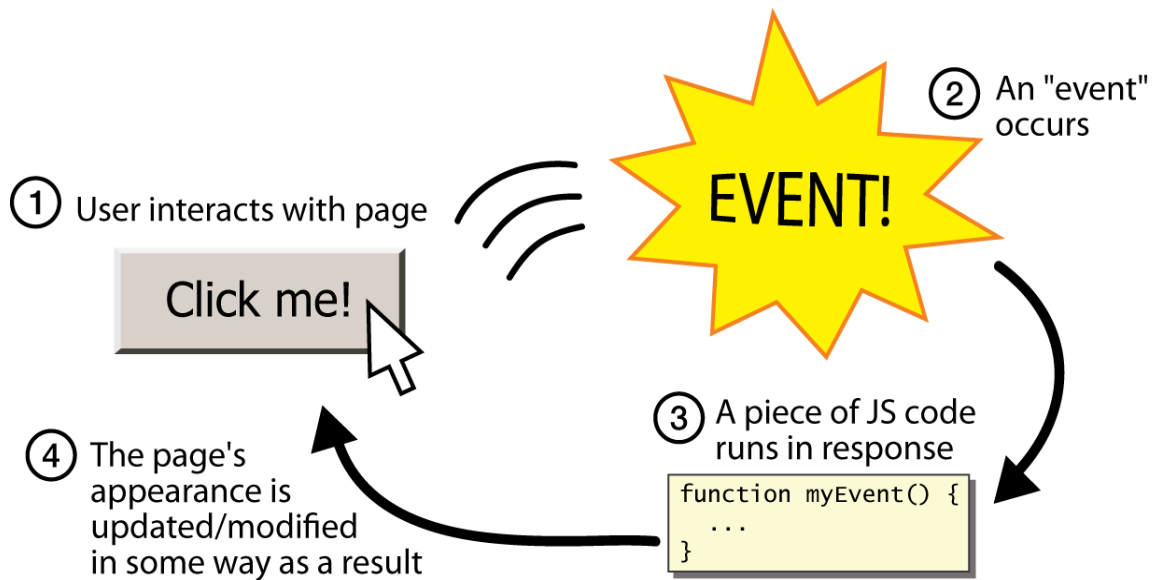 1 User interacts with page
Click me!
EVENT!
2 An "event"
occurs
3 A piece of JS code
runs in response
function myEvent() {
...
}
4 The page's
appearance is
updated/modified
in some way as a result